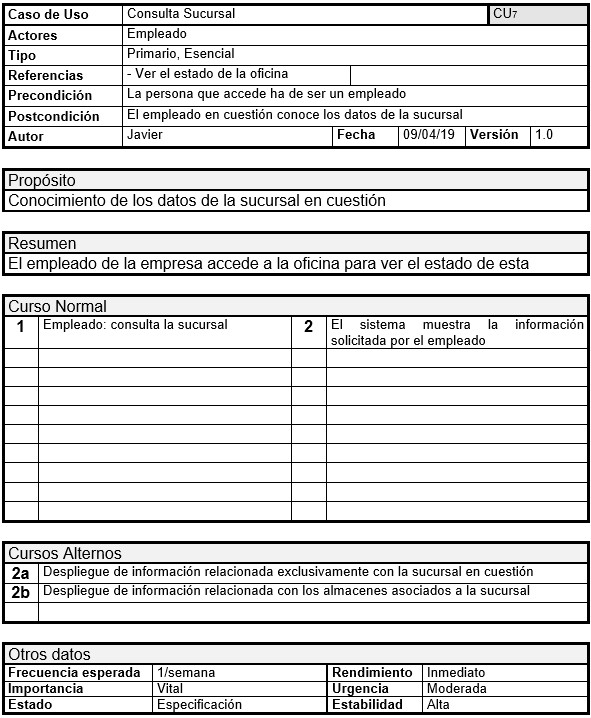 Caso de Uso Consulta Sucursal CU7
Actores Empleado
Tipo Primario, Esencial
Referencias - Ver el estado de la oficina
Precondición La persona que accede ha de ser un empleado
Postcondición El empleado en cuestión conoce los datos de la sucursal
Autor Javier Fecha 09/04/19 Versión 1.0
Propósito
Conocimiento de los datos de la sucursal en cuestión
Resumen
El empleado de la empresa accede a la oficina para ver el estado de esta
Curso Normal
1 Empleado: consulta la sucursal 2 El sistema muestra la información
solicitada por el empleado
Cursos Alternos
2a Despliegue de información relacionada exclusivamente con la sucursal en cuestión
2b Despliegue de información relacionada con los almacenes asociados a la sucursal
Otros datos
Frecuencia esperada 1/semana Rendimiento Inmediato
Importancia Vital Urgencia Moderada
Estado Especificación Estabilidad Alta